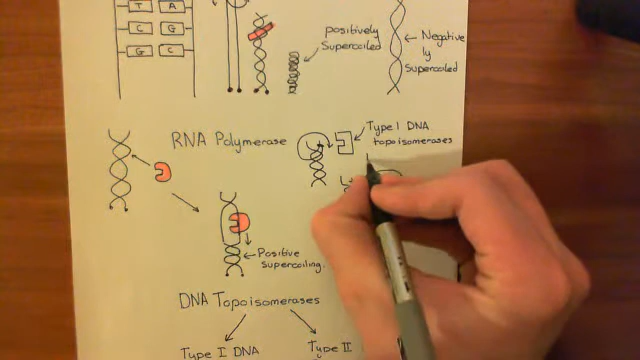 T A
C G
G C
positively
Supercoiled
Negative
ly
Supercoiled
RNA Polymerase
Type I DNA
topoisomerases
Positive
Supercoiling.
DNA Topoisomerases
Type I DNA
Type II